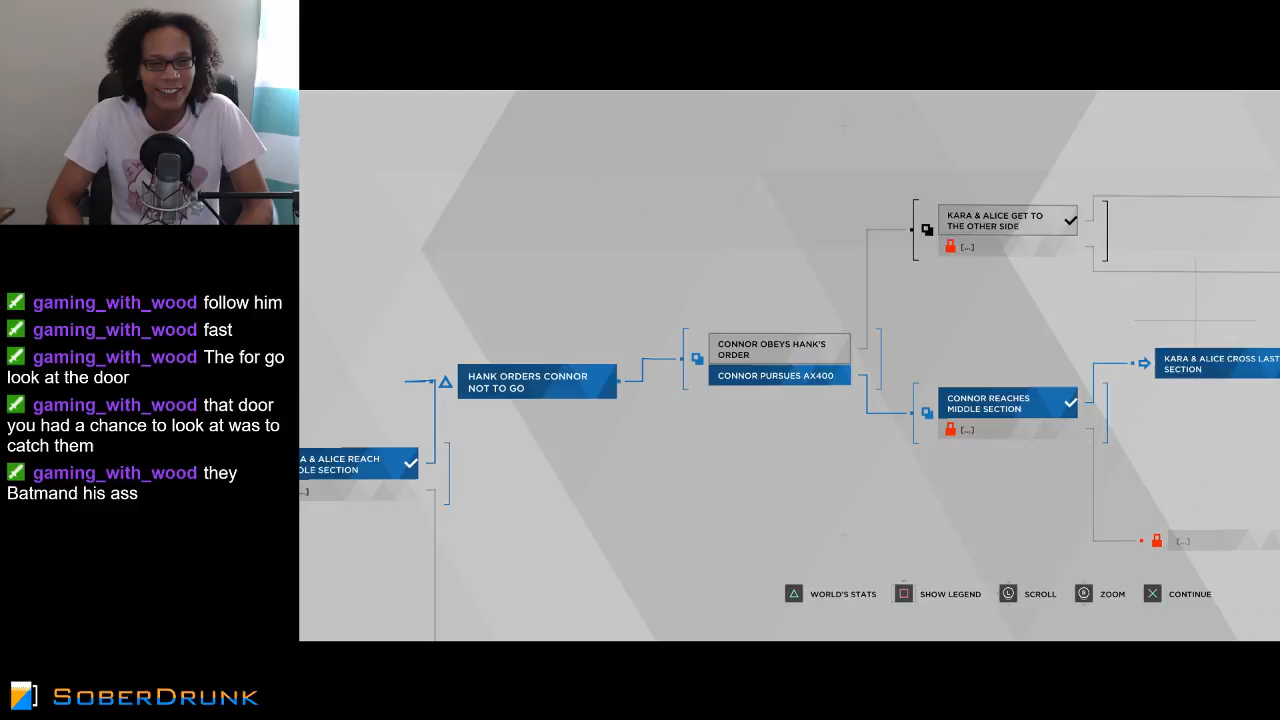 gaming_with_wood follow him
gaming_with_wood fast
gaming_with_wood The for go
look at the door
gaming_with_wood that door
you had a chance to look at was to
catch them
gaming_with_wood they
Batmand his ass
KARA & ALICE GET TO
THE OTHER SIDE
[...]
CONNOR OBEYS HANK'S
ORDER
CONNOR PURSUES AX400
HANK ORDERS CONNOR
NOT TO GO
KARA & ALICE CROSS LAST
SECTION
CONNOR REACHES
MIDDLE SECTION
[...]
A & ALICE REACH
DLE SECTION
...]
[...]
WORLD'S STATS
SHOW LEGEND
L SCROLL
R ZOOM
CONTINUE
SOBERDRUNK